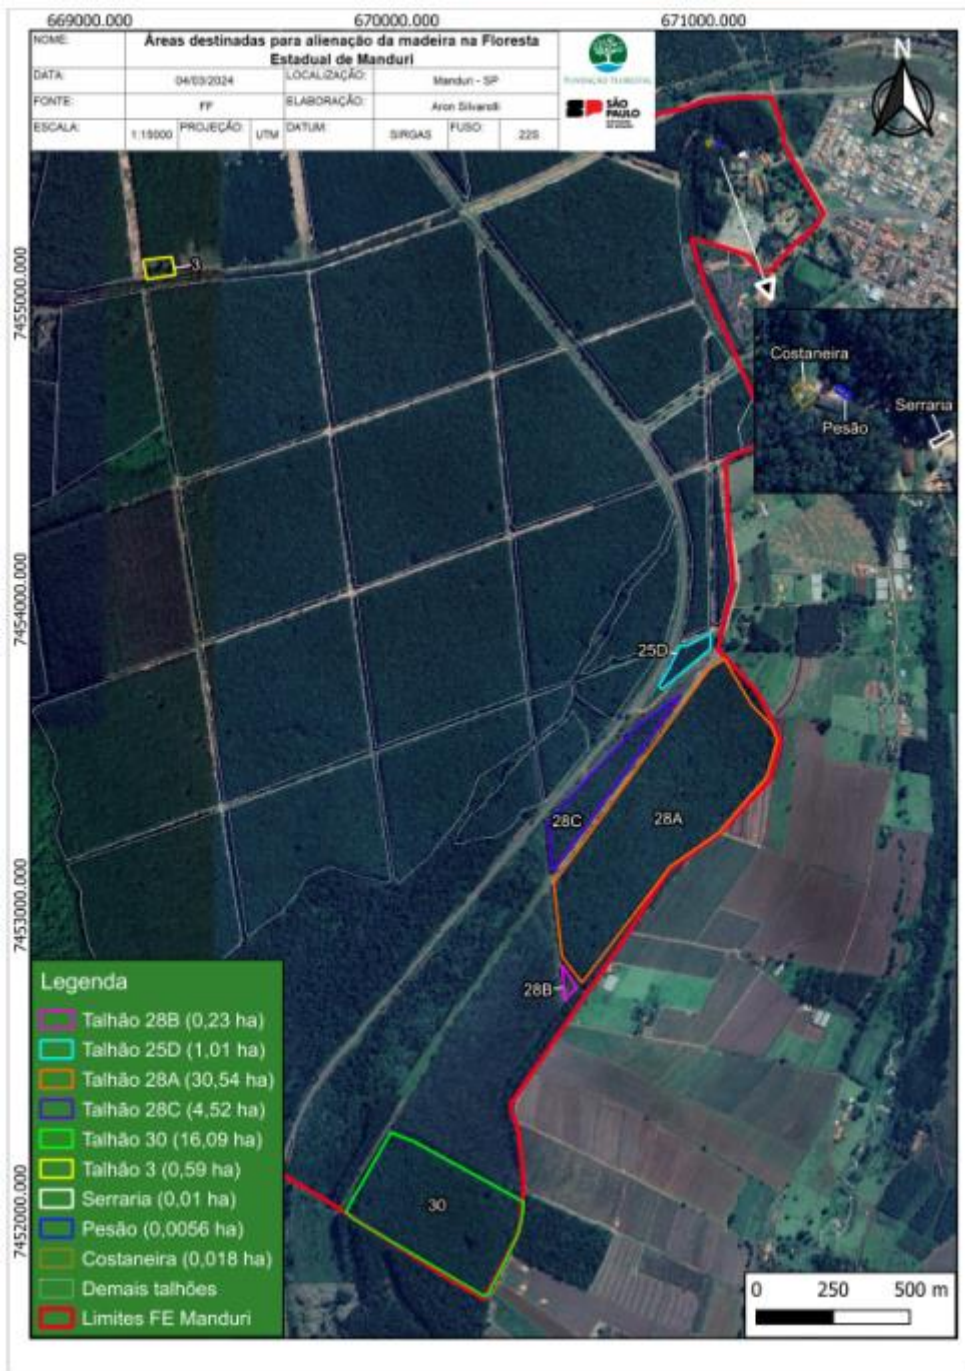 669000.000 670000.000 671000.000
NOME: Áreas destinadas para alienação da madeira na Floresta
Estadual de Manduri
DATA: 04/03/2024 LOCALIZAÇÃO: Manduri - SP
FONTE: FF ELABORAÇÃO: Aron Silvarolli
ESCALA: 1:15000 PROJEÇÃO: UTM DATUM: SIRGAS FUSO: 22S
FUNDAÇÃO FLORESTAL
SÃO
PAULO
N
7455000.000
3
Costaneira
Serraria
Pesão
7454000.000
25D
28C
28A
7453000.000
28B
Legenda
Talhão 28B (0,23 ha)
Talhão 25D (1,01 ha)
Talhão 28A (30,54 ha)
Talhão 28C (4,52 ha)
Talhão 30 (16,09 ha)
Talhão 3 (0,59 ha)
Serraria (0,01 ha)
Pesão (0,0056 ha)
Costaneira (0,018 ha)
Demais talhões
Limites FE Manduri
7452000.000
30
0 250 500 m